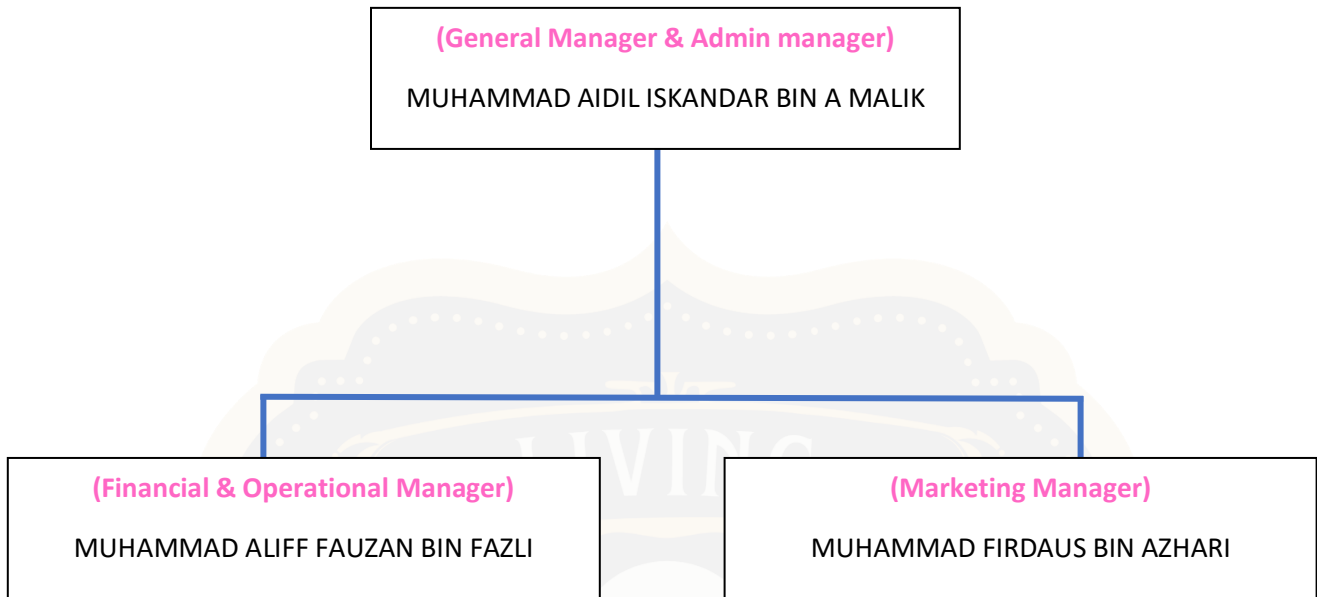 (General Manager & Admin manager)
MUHAMMAD AIDIL ISKANDAR BIN A MALIK
LIVING
(Financial & Operational Manager)
MUHAMMAD ALIFF FAUZAN BIN FAZLI
(Marketing Manager)
MUHAMMAD FIRDAUS BIN AZHARI